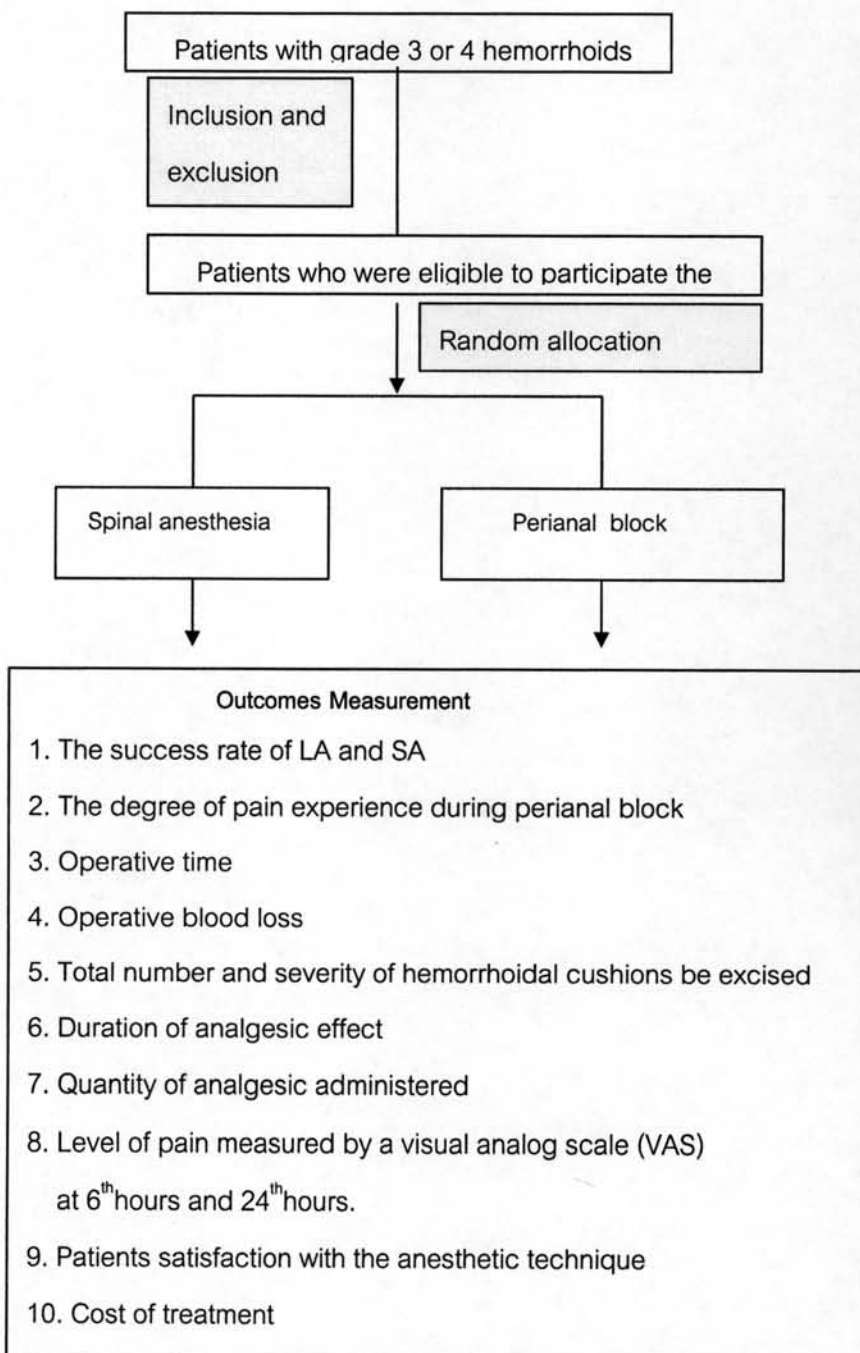 Patients with grade 3 or 4 hemorrhoids
Inclusion and
exclusion
Patients who were eligible to participate the
Random allocation
Spinal anesthesia
Perianal block
Outcomes Measurement
1. The success rate of LA and SA
2. The degree of pain experience during perianal block
3. Operative time
4. Operative blood loss
5. Total number and severity of hemorrhoidal cushions be excised
6. Duration of analgesic effect
7. Quantity of analgesic administered
8. Level of pain measured by a visual analog scale (VAS)
at 6th hours and 24th hours.
9. Patients satisfaction with the anesthetic technique
10. Cost of treatment